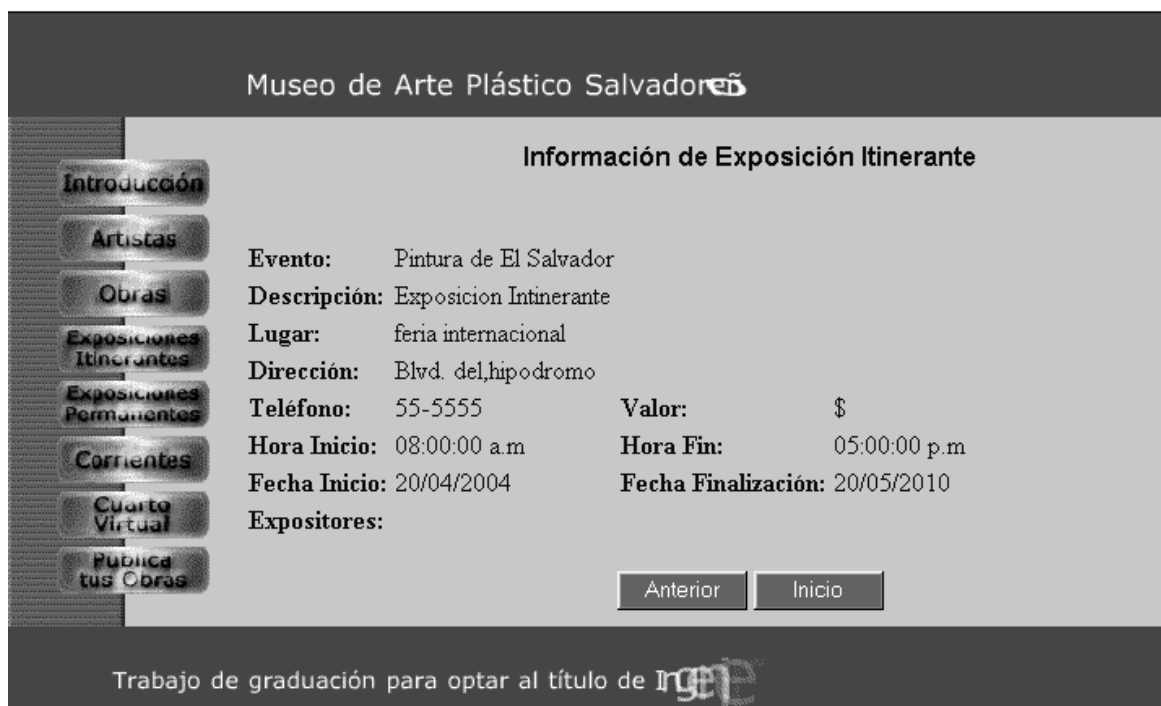 Museo de Arte Plástico Salvadoreñ
Información de Exposición Itinerante
Introducción
Artistas
Obras
Exposiciones
Itinerantes
Exposiciones
Permanentes
Corrientes
Cuarto
Virtual
Publica
tus Obras
Evento: Pintura de El Salvador
Descripción: Exposicion Intinerante
Lugar: feria internacional
Dirección: Blvd. del,hipodromo
Teléfono: 55-5555 Valor: $
Hora Inicio: 08:00:00 a.m Hora Fin: 05:00:00 p.m
Fecha Inicio: 20/04/2004 Fecha Finalización: 20/05/2010
Expositores:
Anterior Inicio
Trabajo de graduación para optar al título de